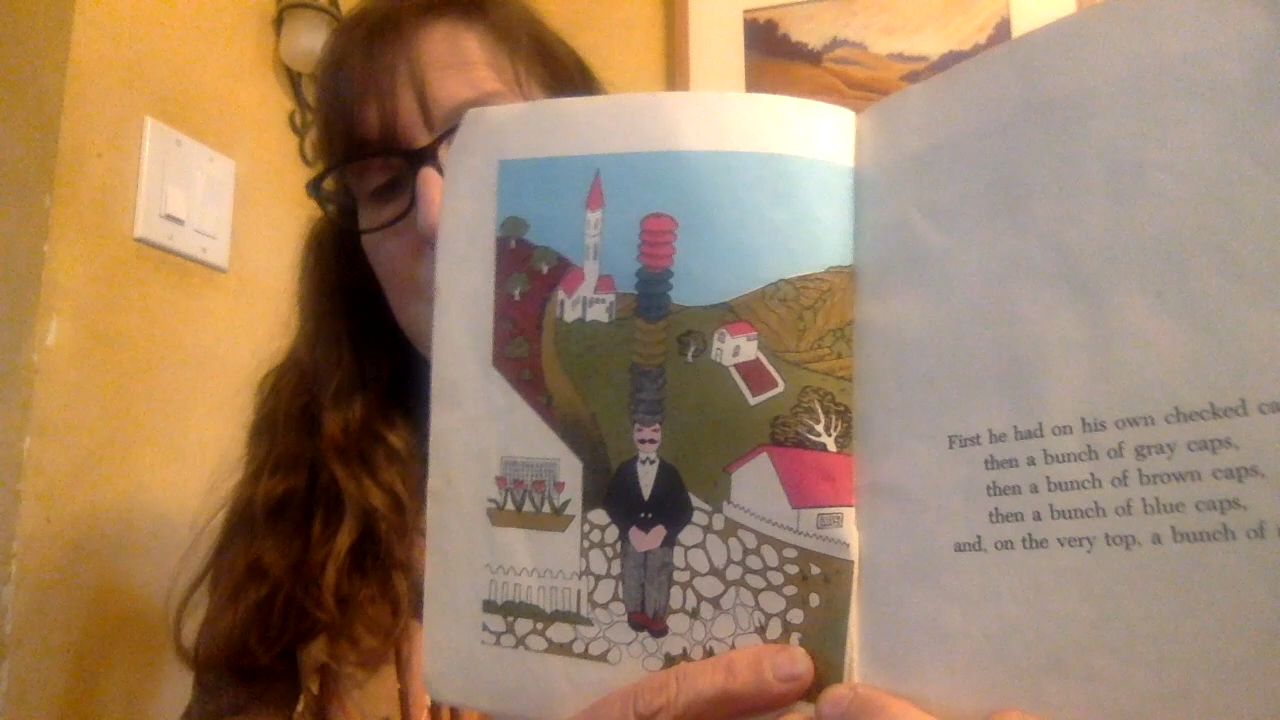 First he had on his own checked
then a bunch of gray caps,
then a bunch of brown caps,
then a bunch of blue caps,
and, on the very top, a bunch of